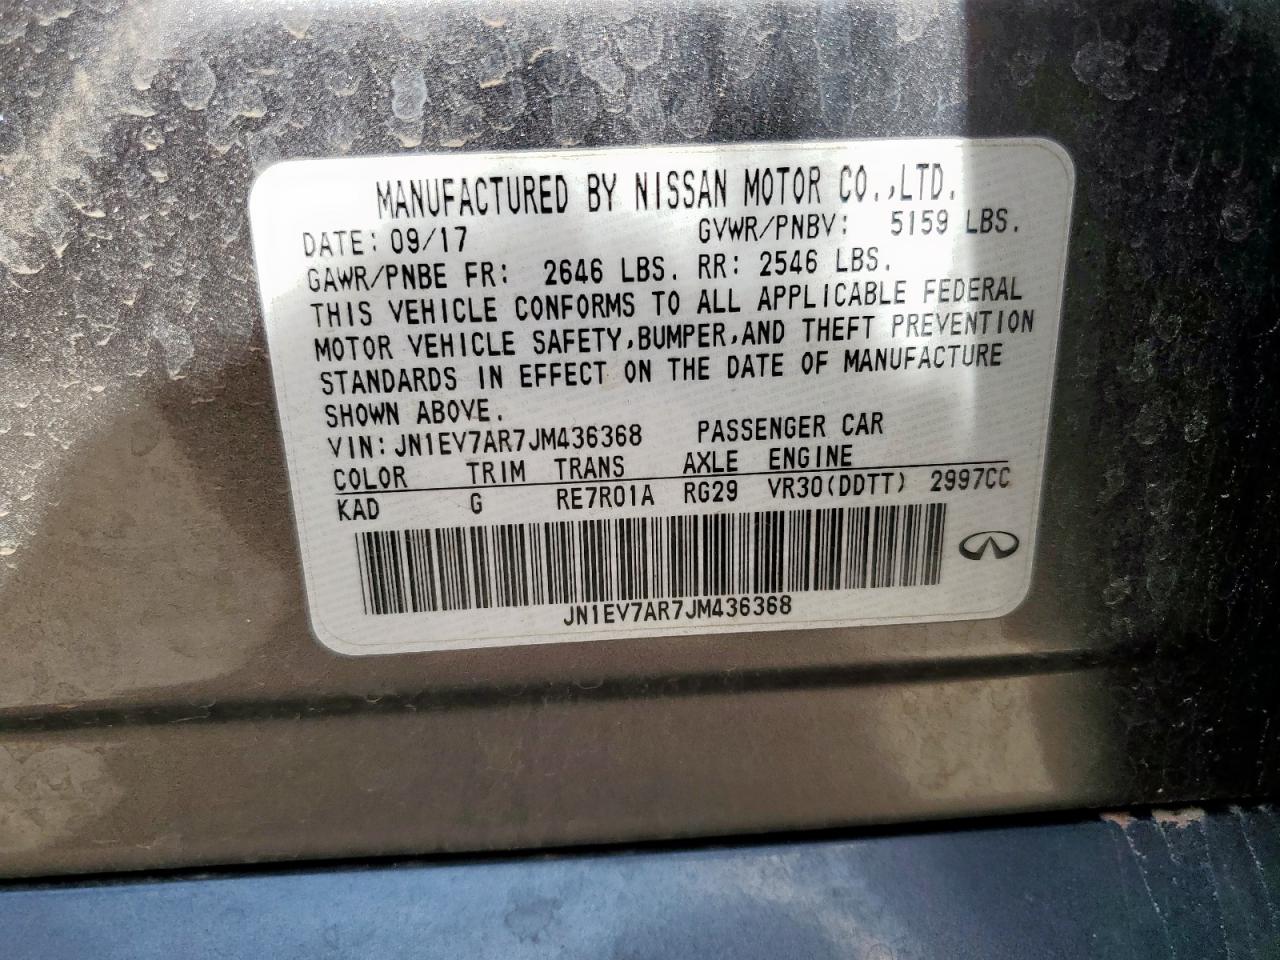 MANUFACTURED BY NISSAN MOTOR CO.,LTD.
DATE: 09/17 GVWR/PNBV: 5159 LBS.
GAWR/PNBE FR: 2646 LBS. RR: 2546 LBS.
THIS VEHICLE CONFORMS TO ALL APPLICABLE FEDERAL
MOTOR VEHICLE SAFETY,BUMPER,AND THEFT PREVENTION
STANDARDS IN EFFECT ON THE DATE OF MANUFACTURE
SHOWN ABOVE.
VIN: JN1EV7AR7JM436368 PASSENGER CAR
COLOR TRIM TRANS AXLE ENGINE
KAD G RE7R01A RG29 VR30(DDTT) 2997CC
JN1EV7AR7JM436368